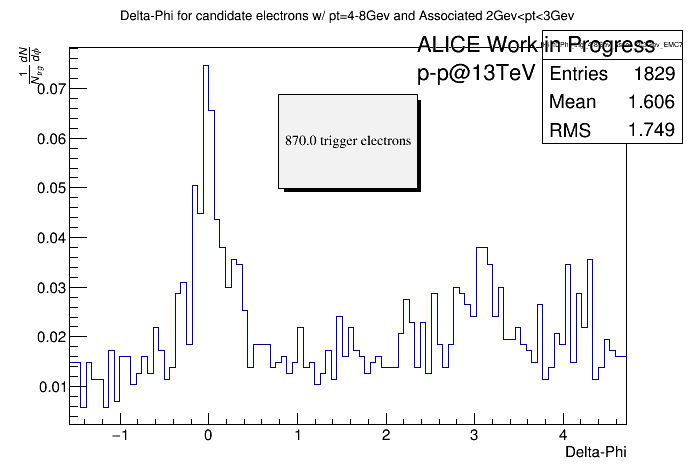 Delta-Phi for candidate electrons w/ pt=4-8Gev and Associated 2Gev<pt<3Gev
1 dN
N_trg dϕ
ALICE Work in Progress
p-p@13TeV
Entries 1829
Mean 1.606
RMS 1.749
870.0 trigger electrons
0.07
0.06
0.05
0.04
0.03
0.02
0.01
−1 0 1 2 3 4
Delta-Phi